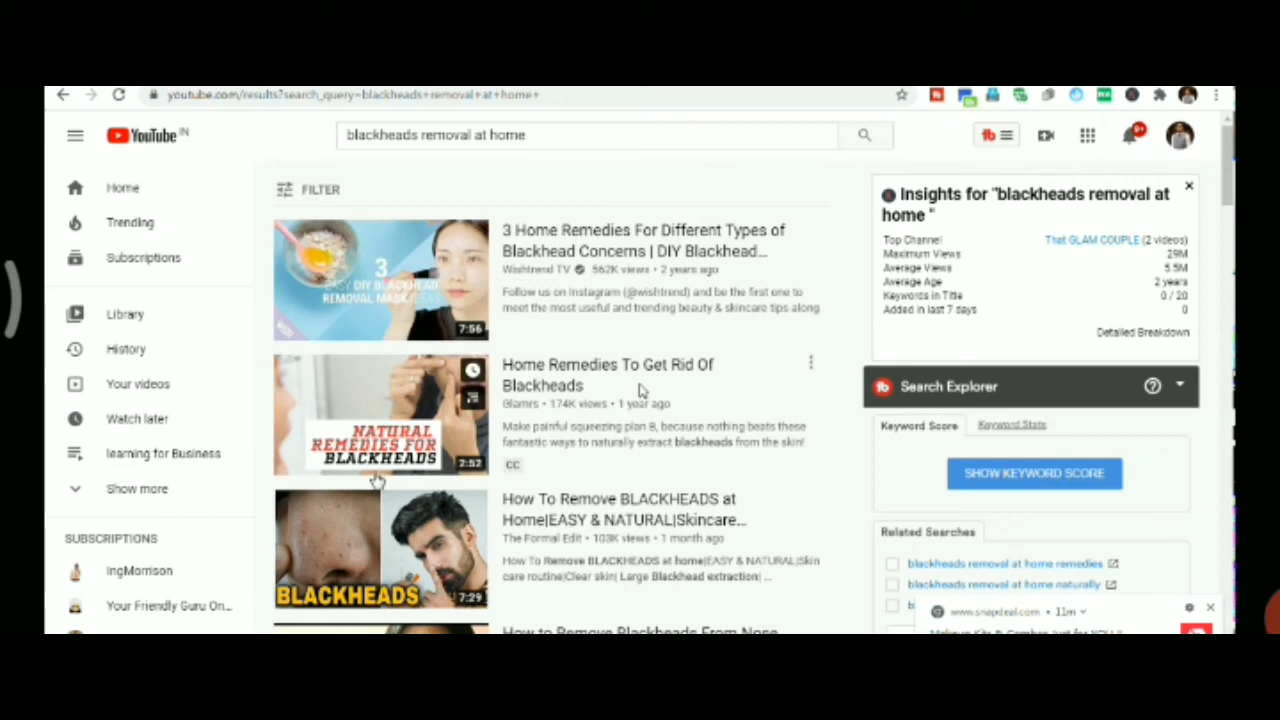 youtube.com/results?search_query=blackheads+removal+at+home+
YouTube IN
blackheads removal at home
9+
Home
Trending
Subscriptions
Library
History
Your videos
Watch later
learning for Business
Show more
SUBSCRIPTIONS
IngMorrison
Your Friendly Guru On...
FILTER
3
EASY DIY BLACKHEAD
REMOVAL MASK IDEAS
WISH
7:56
3 Home Remedies For Different Types of
Blackhead Concerns | DIY Blackhead...
Wishtrend TV • 562K views • 2 years ago
Follow us on Instagram (@wishtrend) and be the first one to
meet the most useful and trending beauty & skincare tips along
NATURAL
REMEDIES FOR
BLACKHEADS
2:52
Home Remedies To Get Rid Of
Blackheads
Glamrs • 174K views • 1 year ago
Make painful squeezing plan B, because nothing beats these
fantastic ways to naturally extract blackheads from the skin!
CC
BLACKHEADS
7:29
How To Remove BLACKHEADS at
Home|EASY & NATURAL|Skincare...
The Formal Edit • 103K views • 1 month ago
How To Remove BLACKHEADS at home|EASY & NATURAL|Skin
care routine|Clear skin| Large Blackhead extraction| ...
How to Remove Blackheads From Nose
Insights for "blackheads removal at
home "
Top Channel That GLAM COUPLE (2 videos)
Maximum Views 29M
Average Views 5.5M
Average Age 2 years
Keywords in Title 0 / 20
Added in last 7 days 0
Detailed Breakdown
Search Explorer
Keyword Score Keyword Stats
SHOW KEYWORD SCORE
Related Searches
blackheads removal at home remedies
blackheads removal at home naturally
www.snapdeal.com • 11m
Makeup Kits & Combos Just for YOU